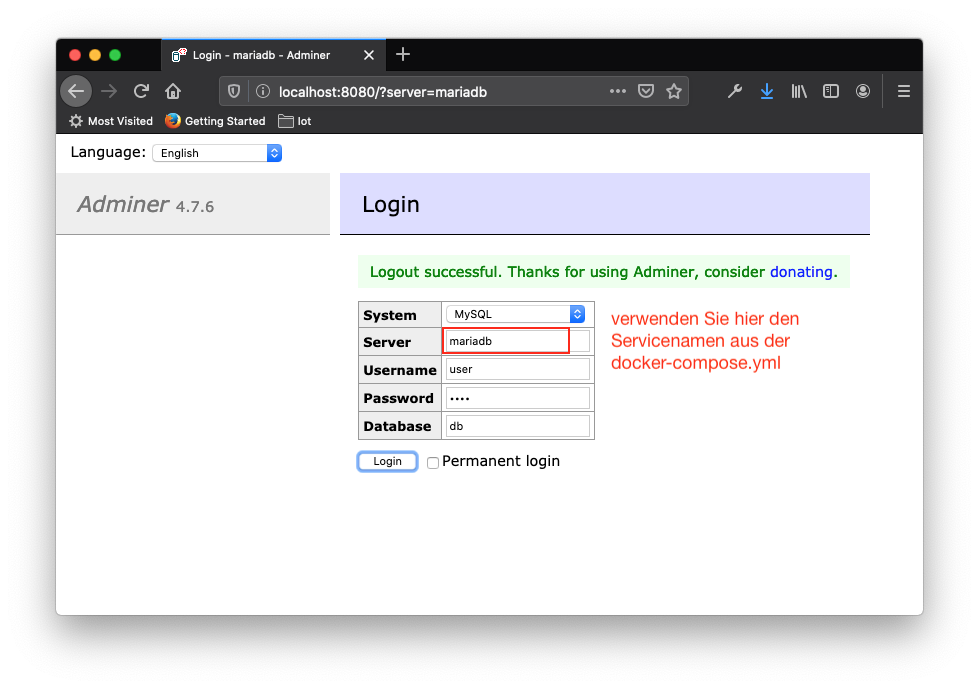 Login - mariadb - Adminer
localhost:8080/?server=mariadb
Most Visited Getting Started Iot
Language: English
Adminer 4.7.6
Login
Logout successful. Thanks for using Adminer, consider donating.
System MySQL
Server mariadb
Username user
Password ••••
Database db
Login Permanent login
verwenden Sie hier den
Servicenamen aus der
docker-compose.yml